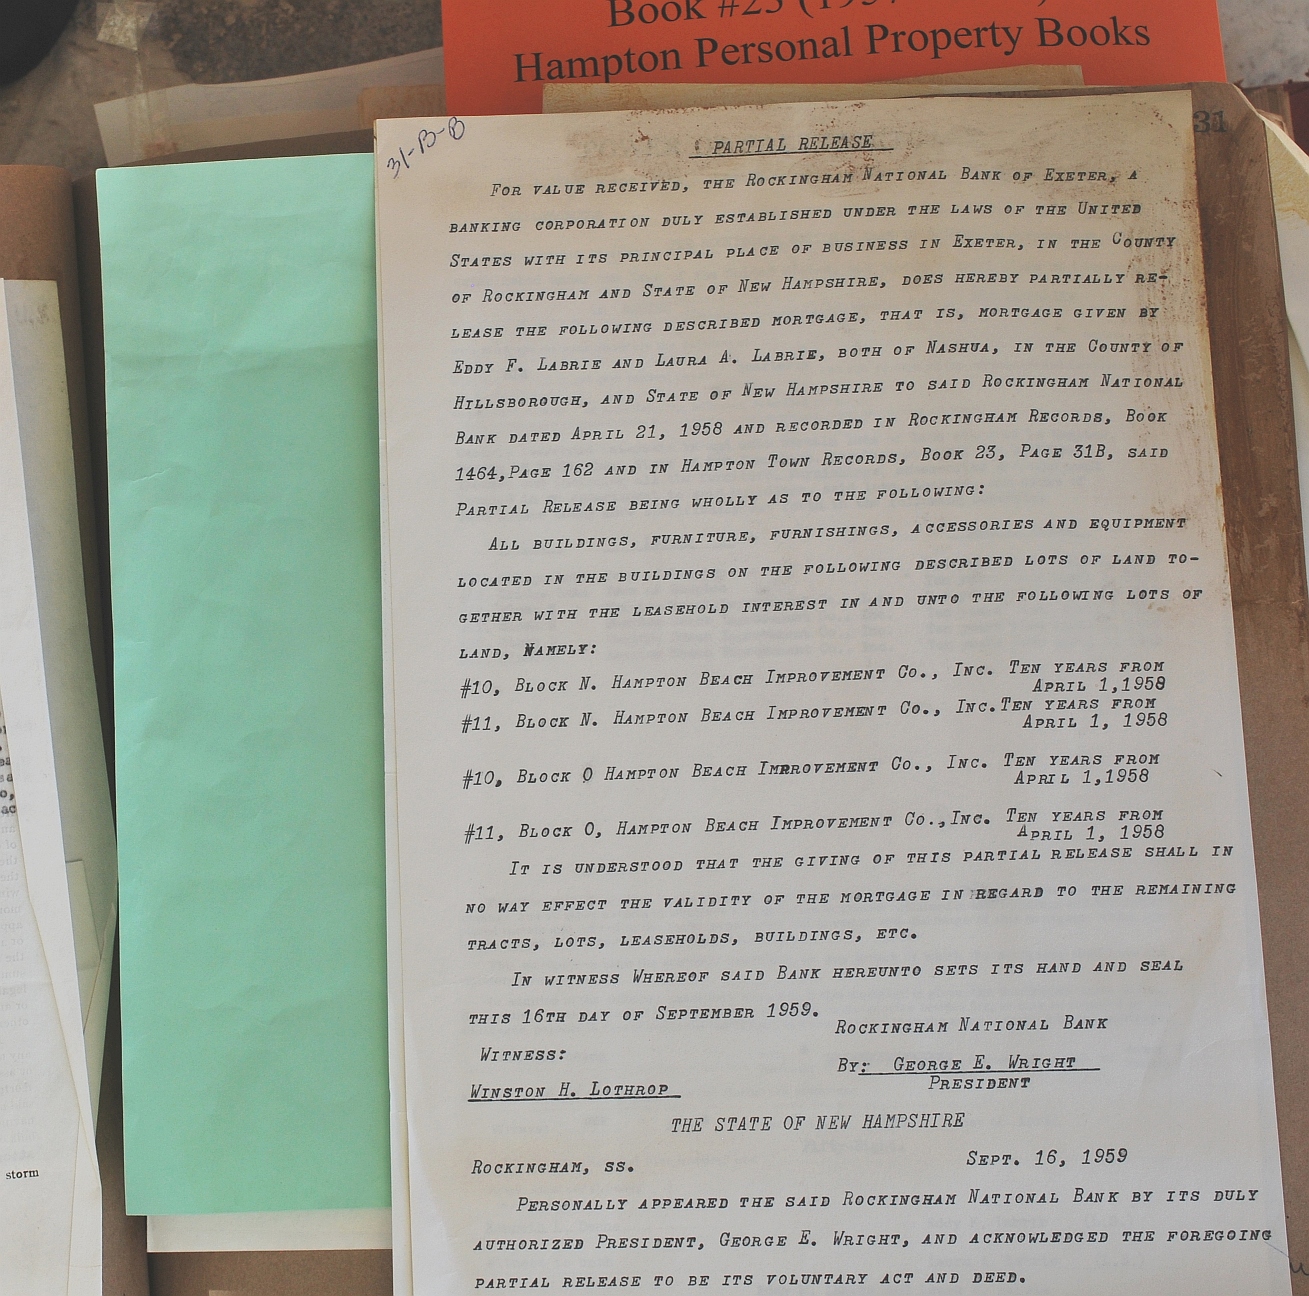 Book #23
Hampton Personal Property Books
31
31-B-B
PARTIAL RELEASE
FOR VALUE RECEIVED, THE ROCKINGHAM NATIONAL BANK OF EXETER, A
BANKING CORPORATION DULY ESTABLISHED UNDER THE LAWS OF THE UNITED
STATES WITH ITS PRINCIPAL PLACE OF BUSINESS IN EXETER, IN THE COUNTY
OF ROCKINGHAM AND STATE OF NEW HAMPSHIRE, DOES HEREBY PARTIALLY RE-
LEASE THE FOLLOWING DESCRIBED MORTGAGE, THAT IS, MORTGAGE GIVEN BY
EDDY F. LABRIE AND LAURA A. LABRIE, BOTH OF NASHUA, IN THE COUNTY OF
HILLSBOROUGH, AND STATE OF NEW HAMPSHIRE TO SAID ROCKINGHAM NATIONAL
BANK DATED APRIL 21, 1958 AND RECORDED IN ROCKINGHAM RECORDS, BOOK
1464,PAGE 162 AND IN HAMPTON TOWN RECORDS, BOOK 23, PAGE 31B, SAID
PARTIAL RELEASE BEING WHOLLY AS TO THE FOLLOWING:
ALL BUILDINGS, FURNITURE, FURNISHINGS, ACCESSORIES AND EQUIPMENT
LOCATED IN THE BUILDINGS ON THE FOLLOWING DESCRIBED LOTS OF LAND TO-
GETHER WITH THE LEASEHOLD INTEREST IN AND UNTO THE FOLLOWING LOTS OF
LAND, NAMELY:
#10, BLOCK N. HAMPTON BEACH IMPROVEMENT CO., INC. TEN YEARS FROM
APRIL 1,1958
#11, BLOCK N. HAMPTON BEACH IMPROVEMENT CO., INC.TEN YEARS FROM
APRIL 1, 1958
#10, BLOCK O HAMPTON BEACH IMPROVEMENT CO., INC. TEN YEARS FROM
APRIL 1,1958
#11, BLOCK O, HAMPTON BEACH IMPROVEMENT CO.,INC. TEN YEARS FROM
APRIL 1, 1958
IT IS UNDERSTOOD THAT THE GIVING OF THIS PARTIAL RELEASE SHALL IN
NO WAY EFFECT THE VALIDITY OF THE MORTGAGE IN REGARD TO THE REMAINING
TRACTS, LOTS, LEASEHOLDS, BUILDINGS, ETC.
IN WITNESS WHEREOF SAID BANK HEREUNTO SETS ITS HAND AND SEAL
THIS 16TH DAY OF SEPTEMBER 1959.
ROCKINGHAM NATIONAL BANK
WITNESS:
BY: GEORGE E. WRIGHT
WINSTON H. LOTHROP
PRESIDENT
THE STATE OF NEW HAMPSHIRE
ROCKINGHAM, SS. SEPT. 16, 1959
PERSONALLY APPEARED THE SAID ROCKINGHAM NATIONAL BANK BY ITS DULY
AUTHORIZED PRESIDENT, GEORGE E. WRIGHT, AND ACKNOWLEDGED THE FOREGOING
PARTIAL RELEASE TO BE ITS VOLUNTARY ACT AND DEED.
storm